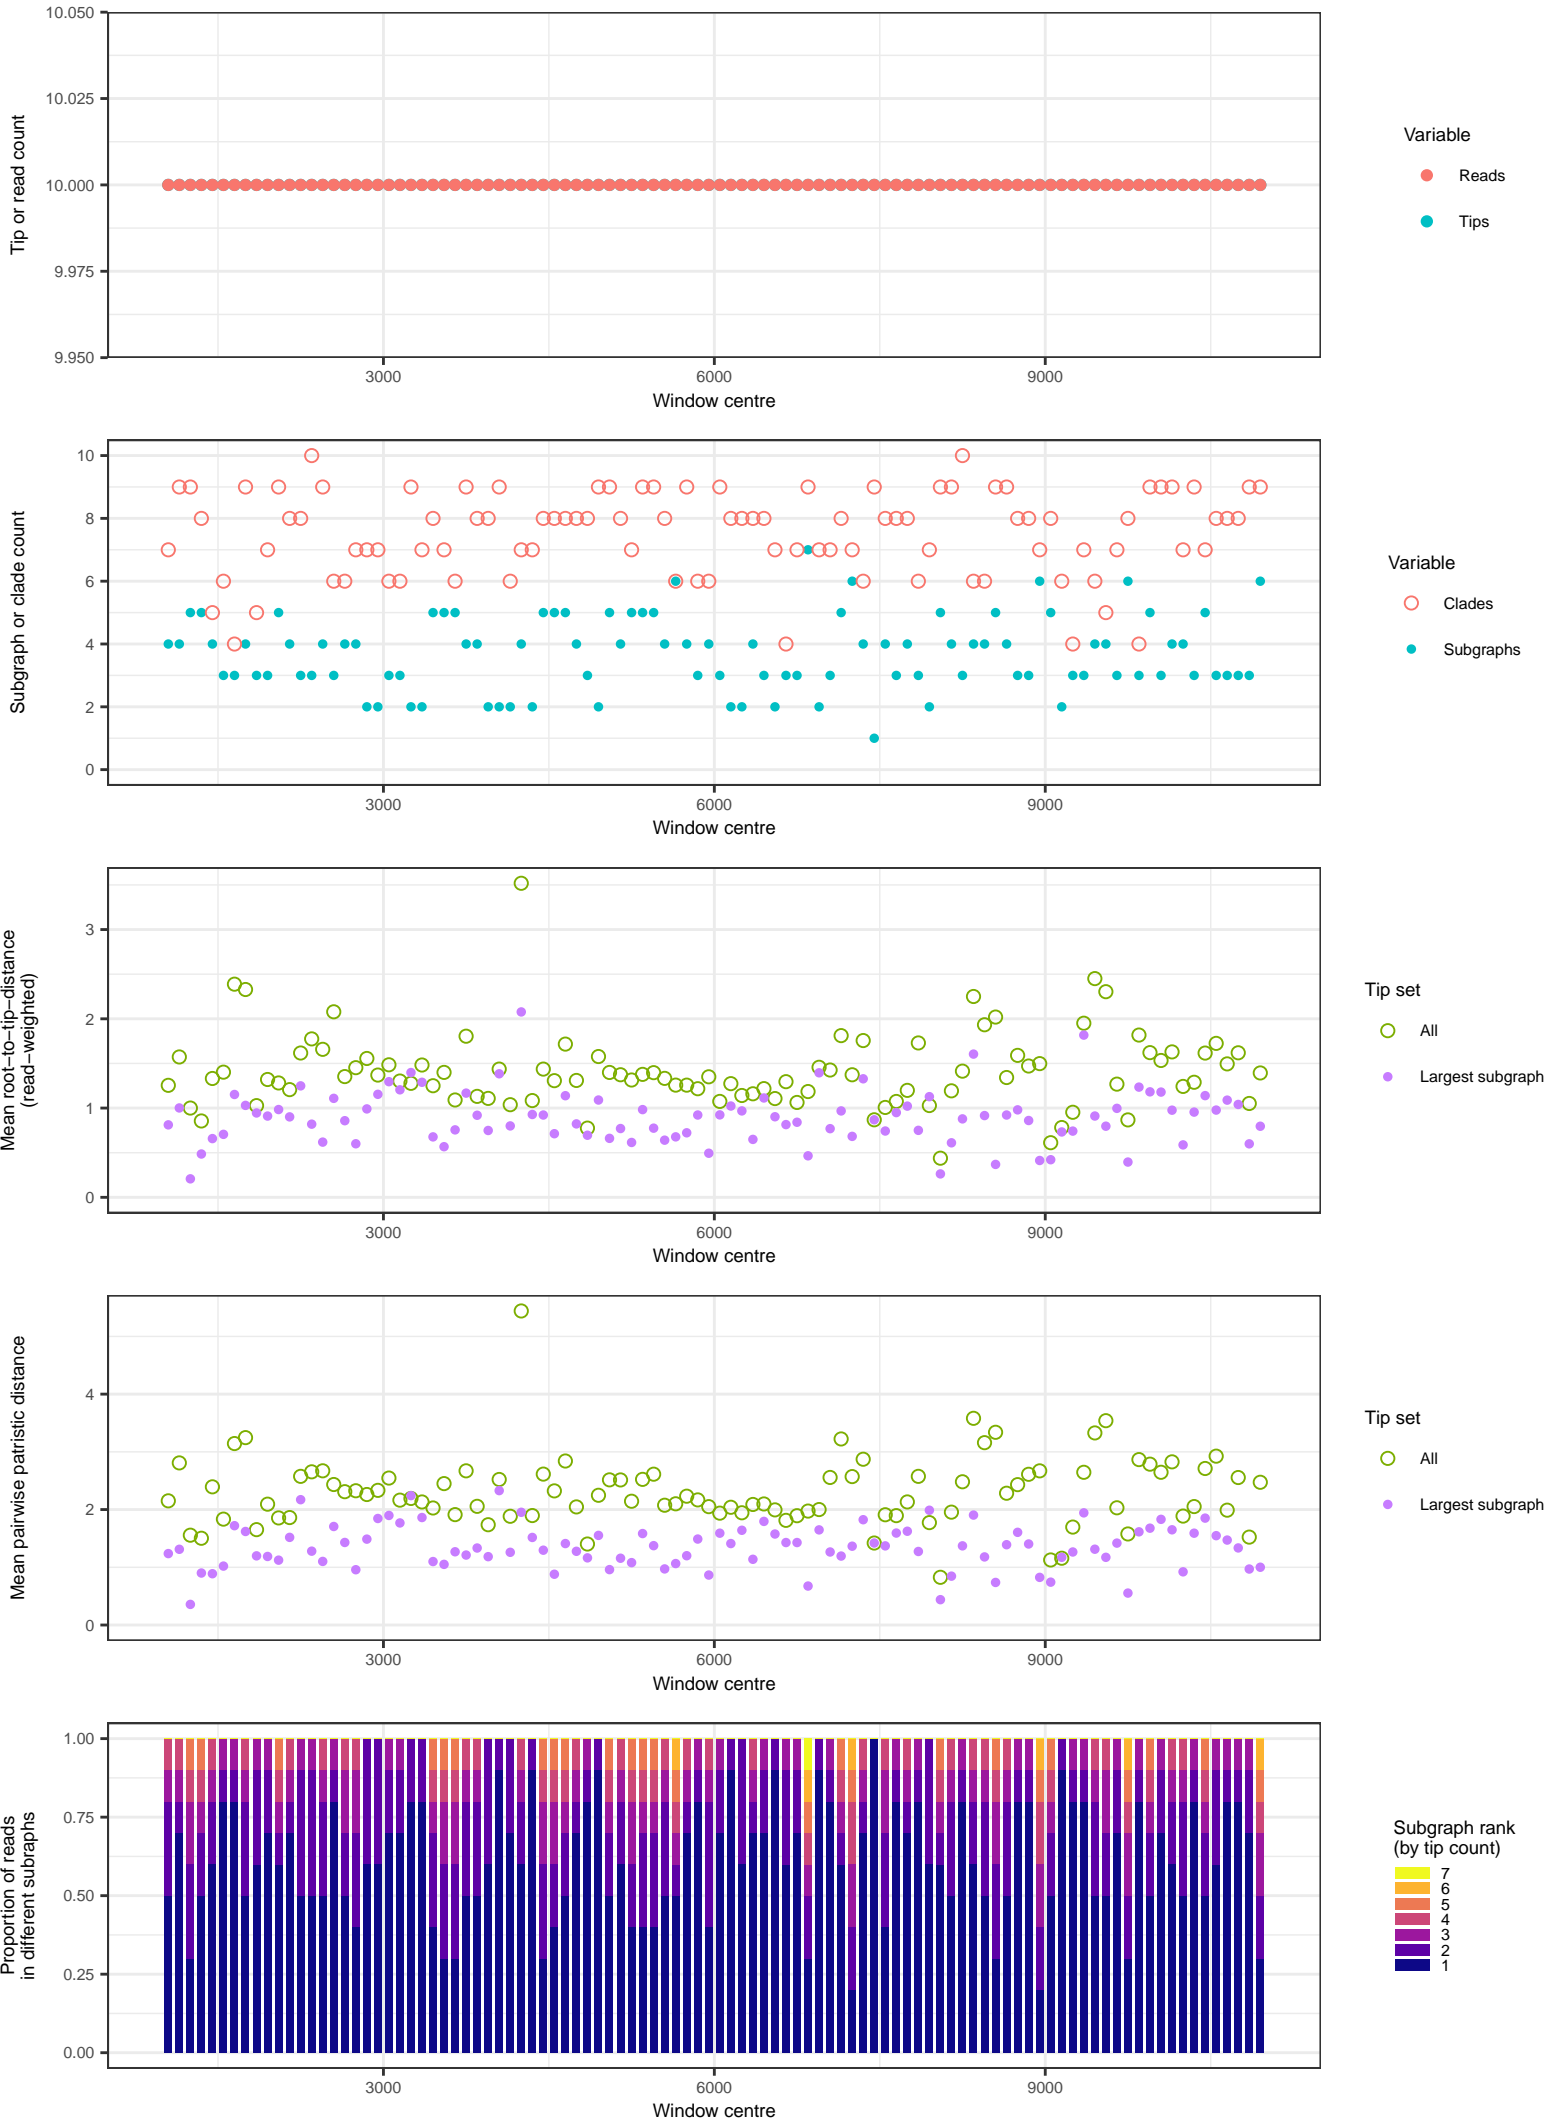 10.050
10.025
10.000
9.975
9.950
Tip or read count
3000 6000 9000
Window centre
Variable
Reads
Tips
10
8
6
4
2
0
Subgraph or clade count
3000 6000 9000
Window centre
Variable
Clades
Subgraphs
3
2
1
0
Mean root−to−tip−distance
(read−weighted)
3000 6000 9000
Window centre
Tip set
All
Largest subgraph
4
2
0
Mean pairwise patristic distance
3000 6000 9000
Window centre
Tip set
All
Largest subgraph
1.00
0.75
0.50
0.25
0.00
Proportion of reads
in different subraphs
3000 6000 9000
Window centre
Subgraph rank
(by tip count)
7
6
5
4
3
2
1